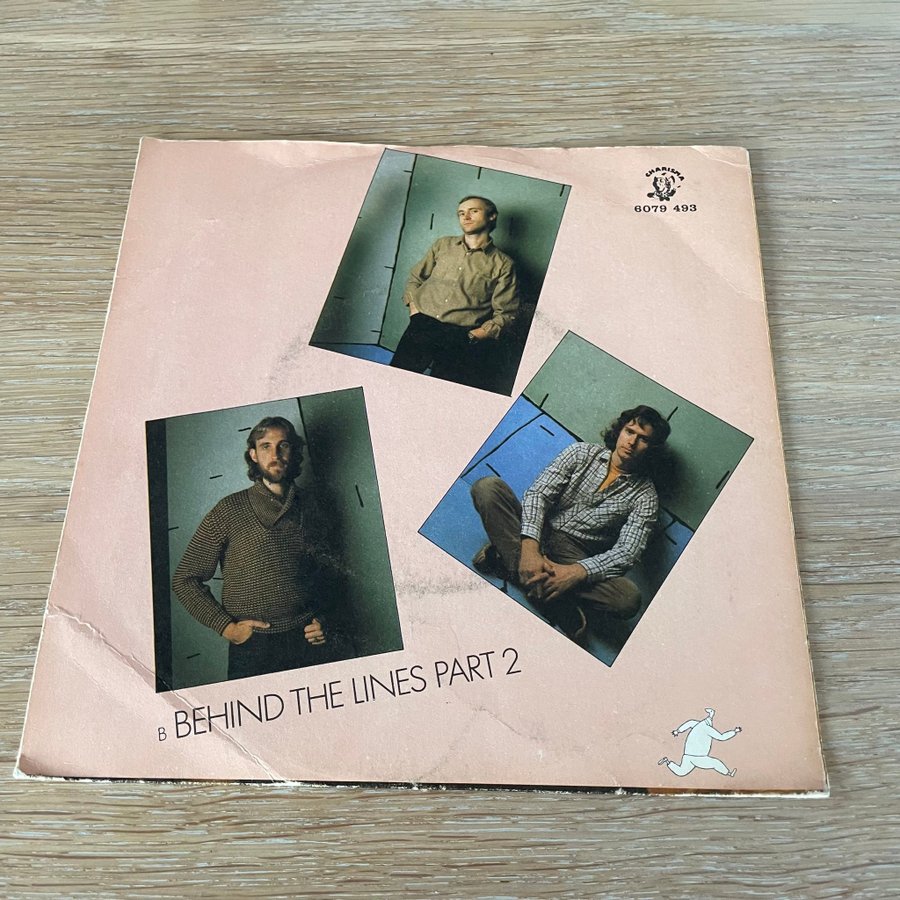 CHARISMA
6079 493
B BEHIND THE LINES PART 2